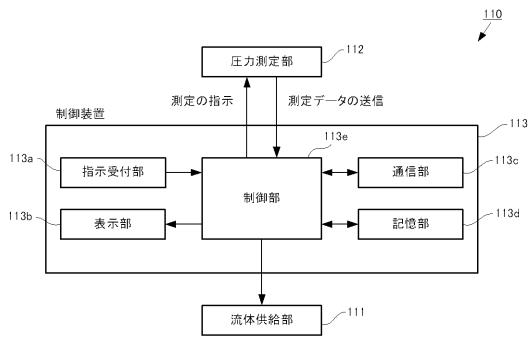 110
圧力測定部
112
測定の指示
測定データの送信
制御装置
113
113e
113a
指示受付部
制御部
通信部
113c
113b
表示部
記憶部
113d
流体供給部
111